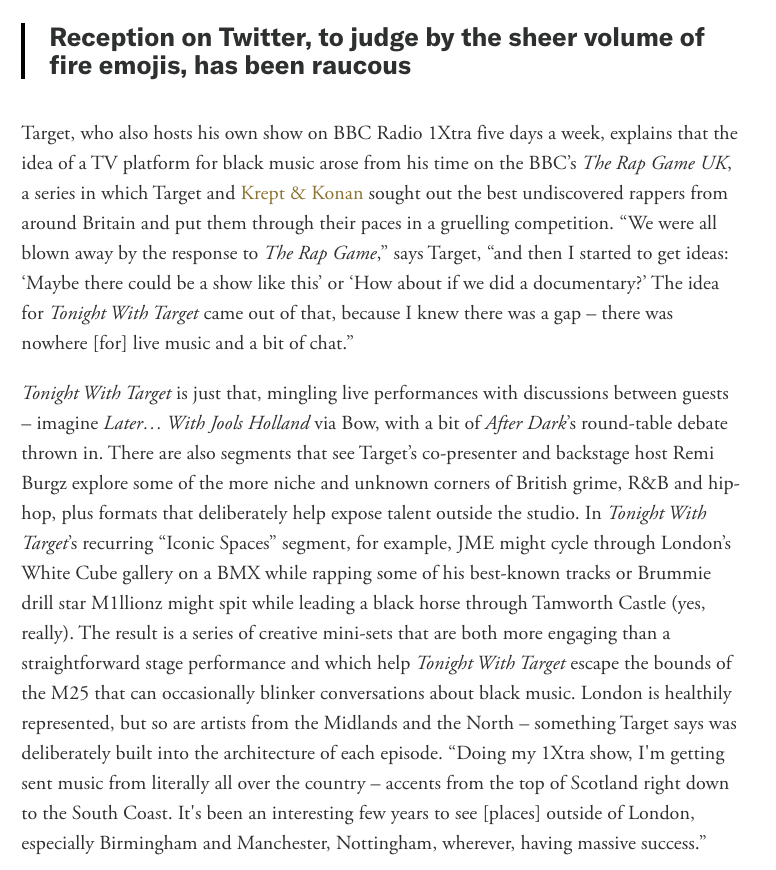 Reception on Twitter, to judge by the sheer volume of
fire emojis, has been raucous
Target, who also hosts his own show on BBC Radio 1Xtra five days a week, explains that the
idea of a TV platform for black music arose from his time on the BBC’s The Rap Game UK,
a series in which Target and Krept & Konan sought out the best undiscovered rappers from
around Britain and put them through their paces in a gruelling competition. “We were all
blown away by the response to The Rap Game,” says Target, “and then I started to get ideas:
‘Maybe there could be a show like this’ or ‘How about if we did a documentary?’ The idea
for Tonight With Target came out of that, because I knew there was a gap – there was
nowhere [for] live music and a bit of chat.”
Tonight With Target is just that, mingling live performances with discussions between guests
– imagine Later… With Jools Holland via Bow, with a bit of After Dark’s round-table debate
thrown in. There are also segments that see Target’s co-presenter and backstage host Remi
Burgz explore some of the more niche and unknown corners of British grime, R&B and hip-
hop, plus formats that deliberately help expose talent outside the studio. In Tonight With
Target’s recurring “Iconic Spaces” segment, for example, JME might cycle through London’s
White Cube gallery on a BMX while rapping some of his best-known tracks or Brummie
drill star M1llionz might spit while leading a black horse through Tamworth Castle (yes,
really). The result is a series of creative mini-sets that are both more engaging than a
straightforward stage performance and which help Tonight With Target escape the bounds of
the M25 that can occasionally blinker conversations about black music. London is healthily
represented, but so are artists from the Midlands and the North – something Target says was
deliberately built into the architecture of each episode. “Doing my 1Xtra show, I'm getting
sent music from literally all over the country – accents from the top of Scotland right down
to the South Coast. It's been an interesting few years to see [places] outside of London,
especially Birmingham and Manchester, Nottingham, wherever, having massive success.”